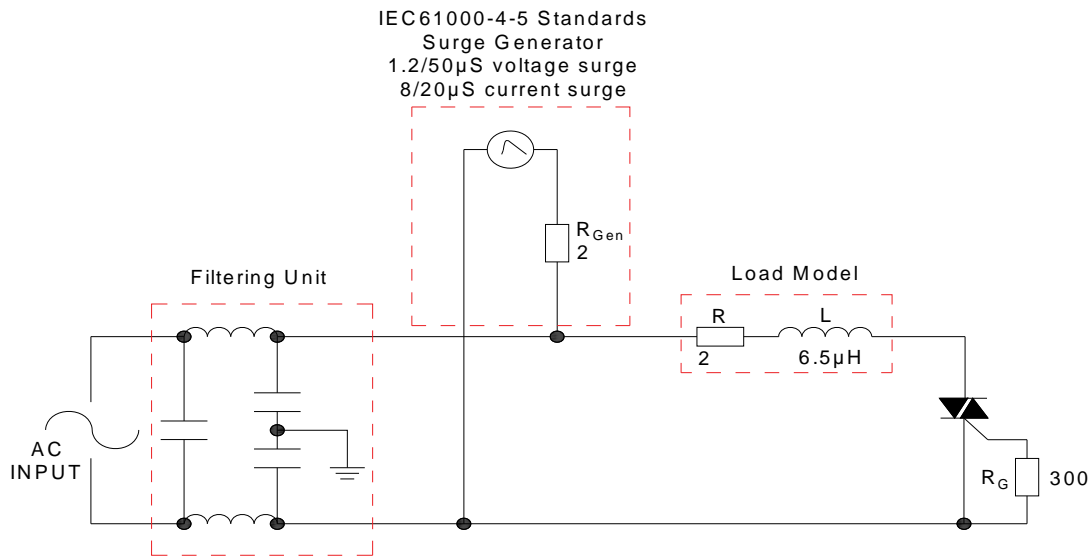 IEC61000-4-5 Standards
Surge Generator
1.2/50µS voltage surge
8/20µS current surge
RGen
2
Filtering Unit
Load Model
R
L
2
6.5µH
AC
INPUT
RG
300